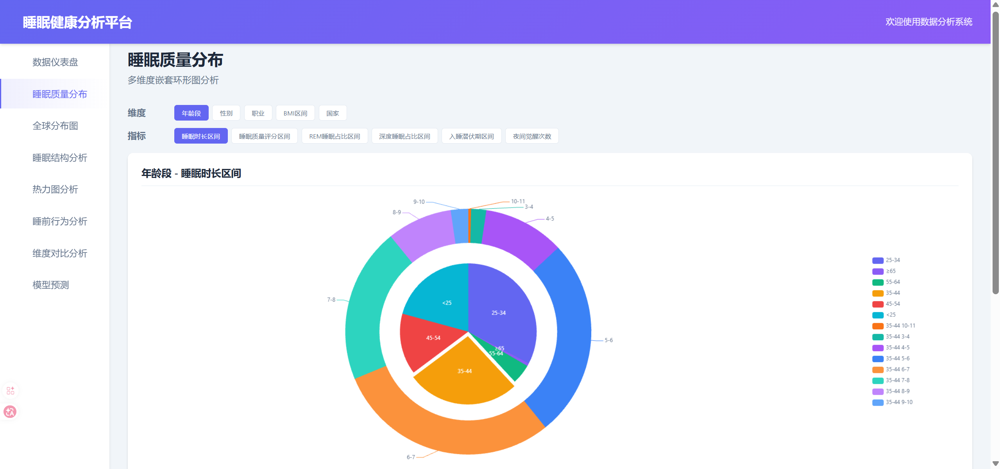 睡眠健康分析平台
欢迎使用数据分析系统
数据仪表盘
睡眠质量分布
全球分布图
睡眠结构分析
热力图分析
睡前行为分析
维度对比分析
模型预测
睡眠质量分布
多维度嵌套环形图分析
维度 年龄段 性别 职业 BMI区间 国家
指标 睡眠时长区间 睡眠质量评分区间 REM睡眠占比区间 深度睡眠占比区间 入睡潜伏期区间 夜间觉醒次数
年龄段 - 睡眠时长区间
9-10
10-11
3-4
8-9
4-5
7-8
5-6
6-7
<25
25-34
45-54
≥65
55-64
35-44
25-34
≥65
55-64
35-44
45-54
<25
35-44 10-11
35-44 3-4
35-44 4-5
35-44 5-6
35-44 6-7
35-44 7-8
35-44 8-9
35-44 9-10